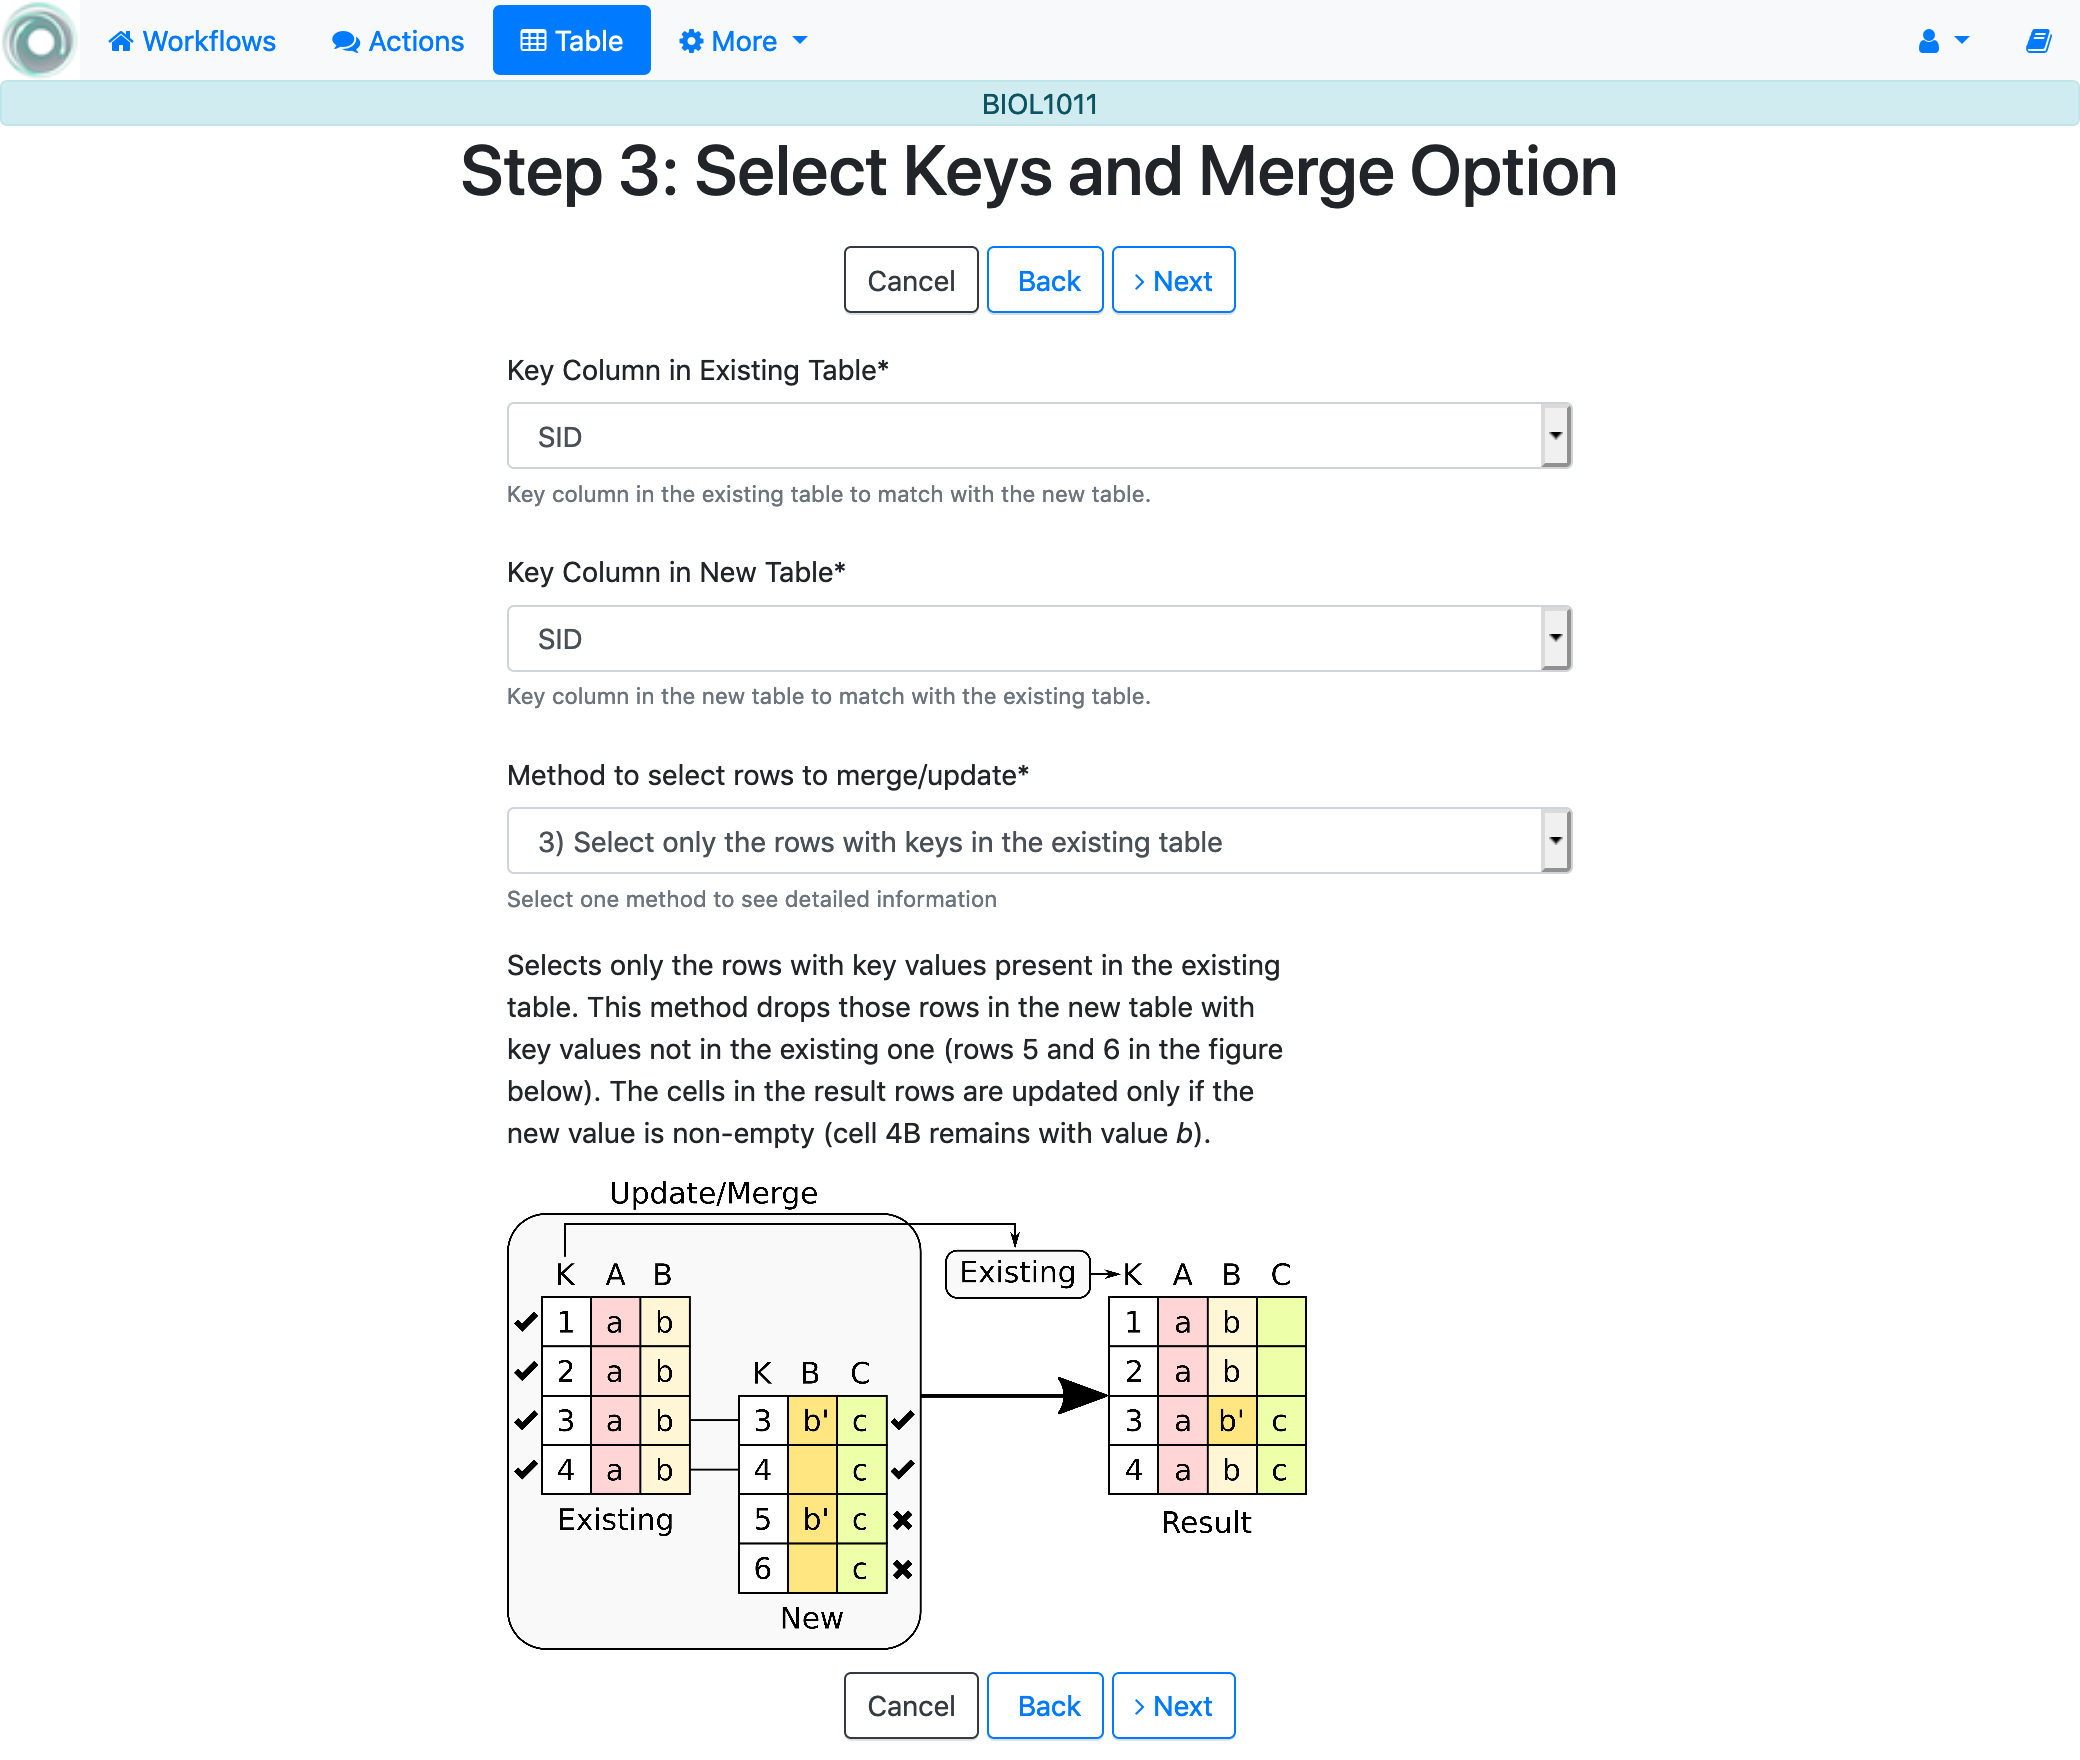 Workflows Actions Table More
BIOL1011
Step 3: Select Keys and Merge Option
Cancel Back > Next
Key Column in Existing Table*
SID
Key column in the existing table to match with the new table.
Key Column in New Table*
SID
Key column in the new table to match with the existing table.
Method to select rows to merge/update*
3) Select only the rows with keys in the existing table
Select one method to see detailed information
Selects only the rows with key values present in the existing
table. This method drops those rows in the new table with
key values not in the existing one (rows 5 and 6 in the figure
below). The cells in the result rows are updated only if the
new value is non-empty (cell 4B remains with value b).
Update/Merge
K A B
1 a b
2 a b
3 a b
4 a b
Existing
K B C
3 b' c
4 c
5 b' c
6 c
New
Existing
K A B C
1 a b
2 a b
3 a b' c
4 a b c
Result
Cancel Back > Next